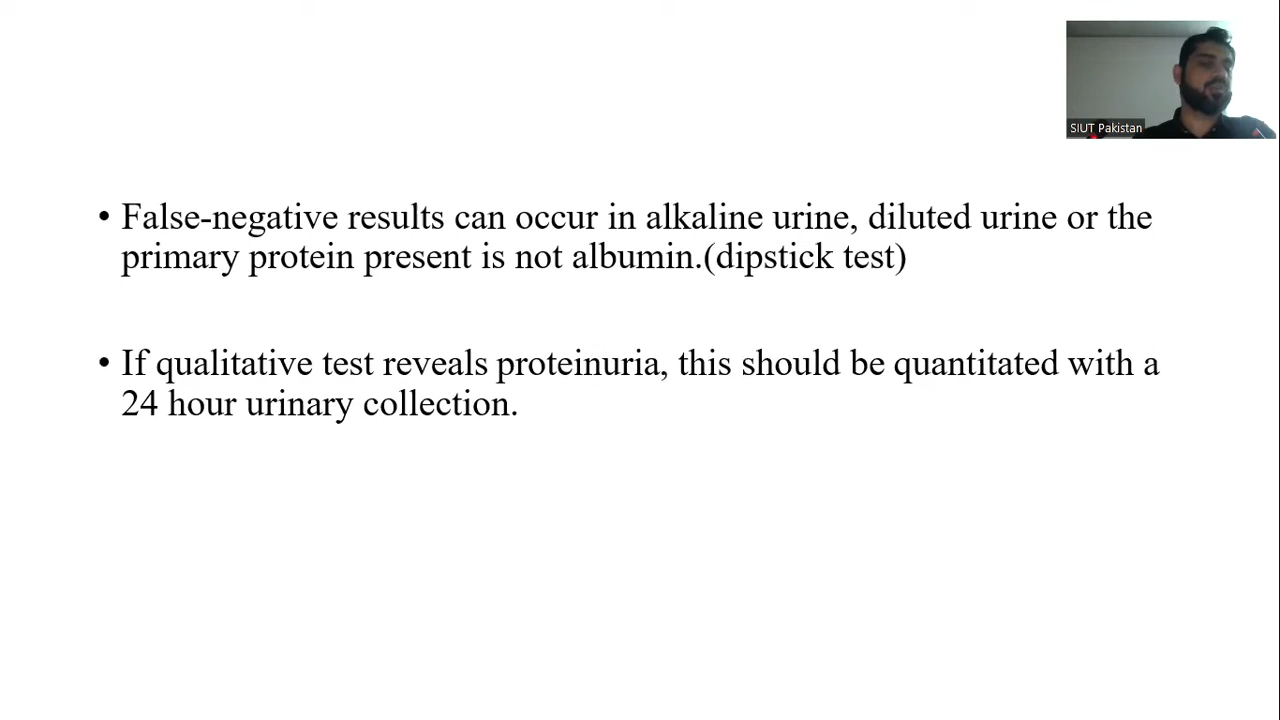 SIUT Pakistan
• False-negative results can occur in alkaline urine, diluted urine or the
primary protein present is not albumin.(dipstick test)
• If qualitative test reveals proteinuria, this should be quantitated with a
24 hour urinary collection.